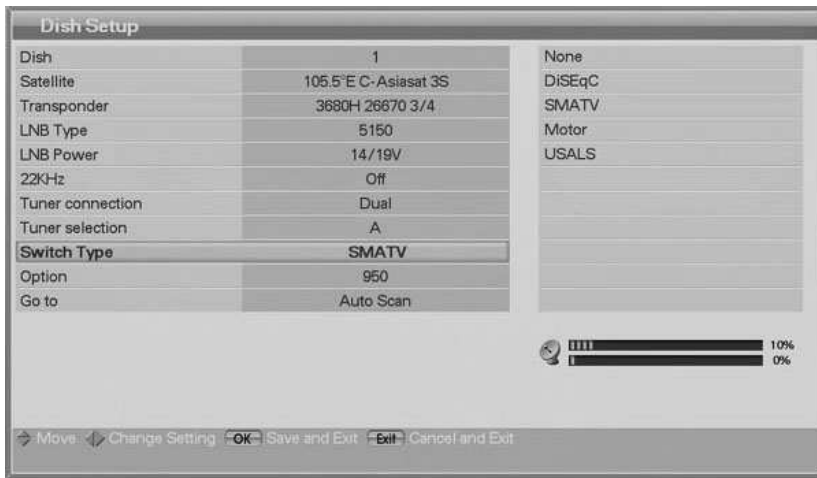 Dish Setup
Dish 1
Satellite 105.5°E C-Asiasat 3S
Transponder 3680H 26670 3/4
LNB Type 5150
LNB Power 14/19V
22KHz Off
Tuner connection Dual
Tuner selection A
Switch Type SMATV
Option 950
Go to Auto Scan
None
DiSEqC
SMATV
Motor
USALS
10%
0%
Move Change Setting OK Save and Exit Exit Cancel and Exit